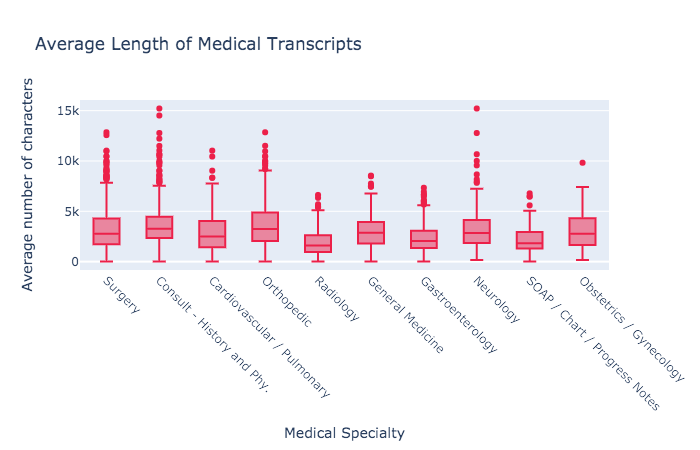 Average Length of Medical Transcripts
Average number of characters
15k
10k
5k
0
Surgery
Consult - History and Phy.
Cardiovascular / Pulmonary
Orthopedic
Radiology
General Medicine
Gastroenterology
Neurology
SOAP / Chart / Progress Notes
Obstetrics / Gynecology
Medical Specialty